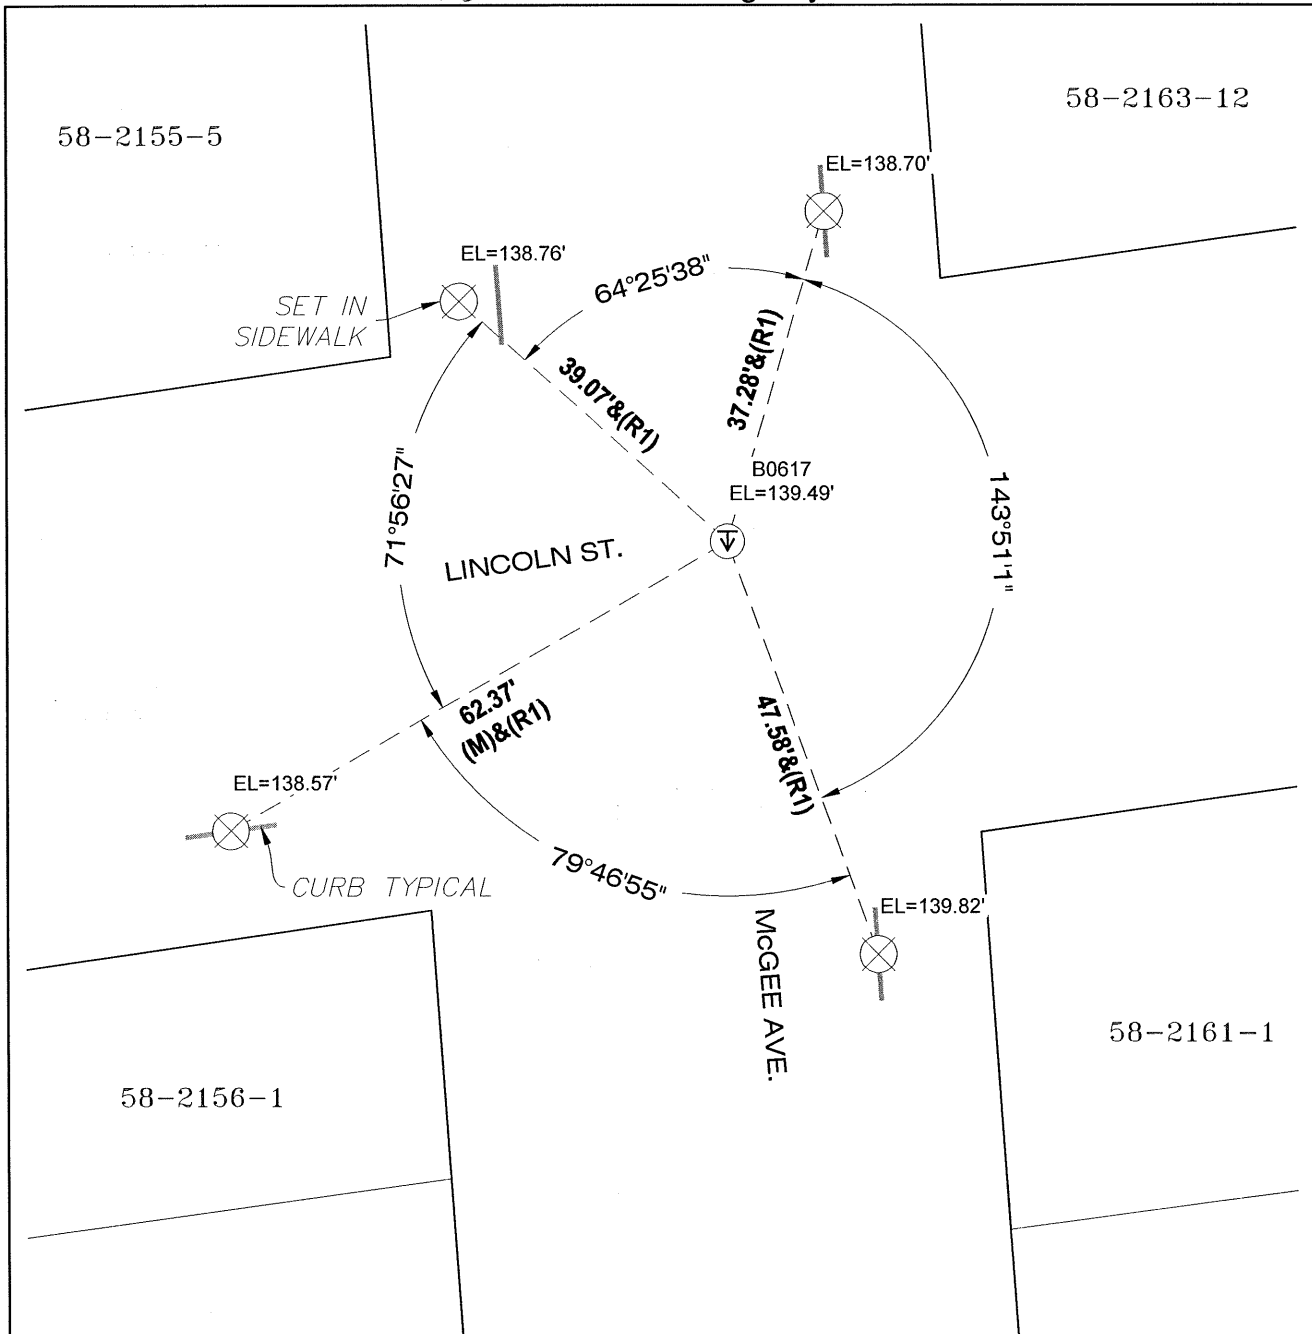 58-2155-5
58-2163-12
EL=138.70'
EL=138.76'
64°25'38"
SET IN
SIDEWALK
37.28'&(R1)
39.07'&(R1)
B0617
EL=139.49'
71°56'27"
143°51'1"
LINCOLN ST.
62.37'
(M)&(R1)
47.58'&(R1)
EL=138.57'
79°46'55"
CURB TYPICAL
EL=139.82'
McGEE AVE.
58-2161-1
58-2156-1